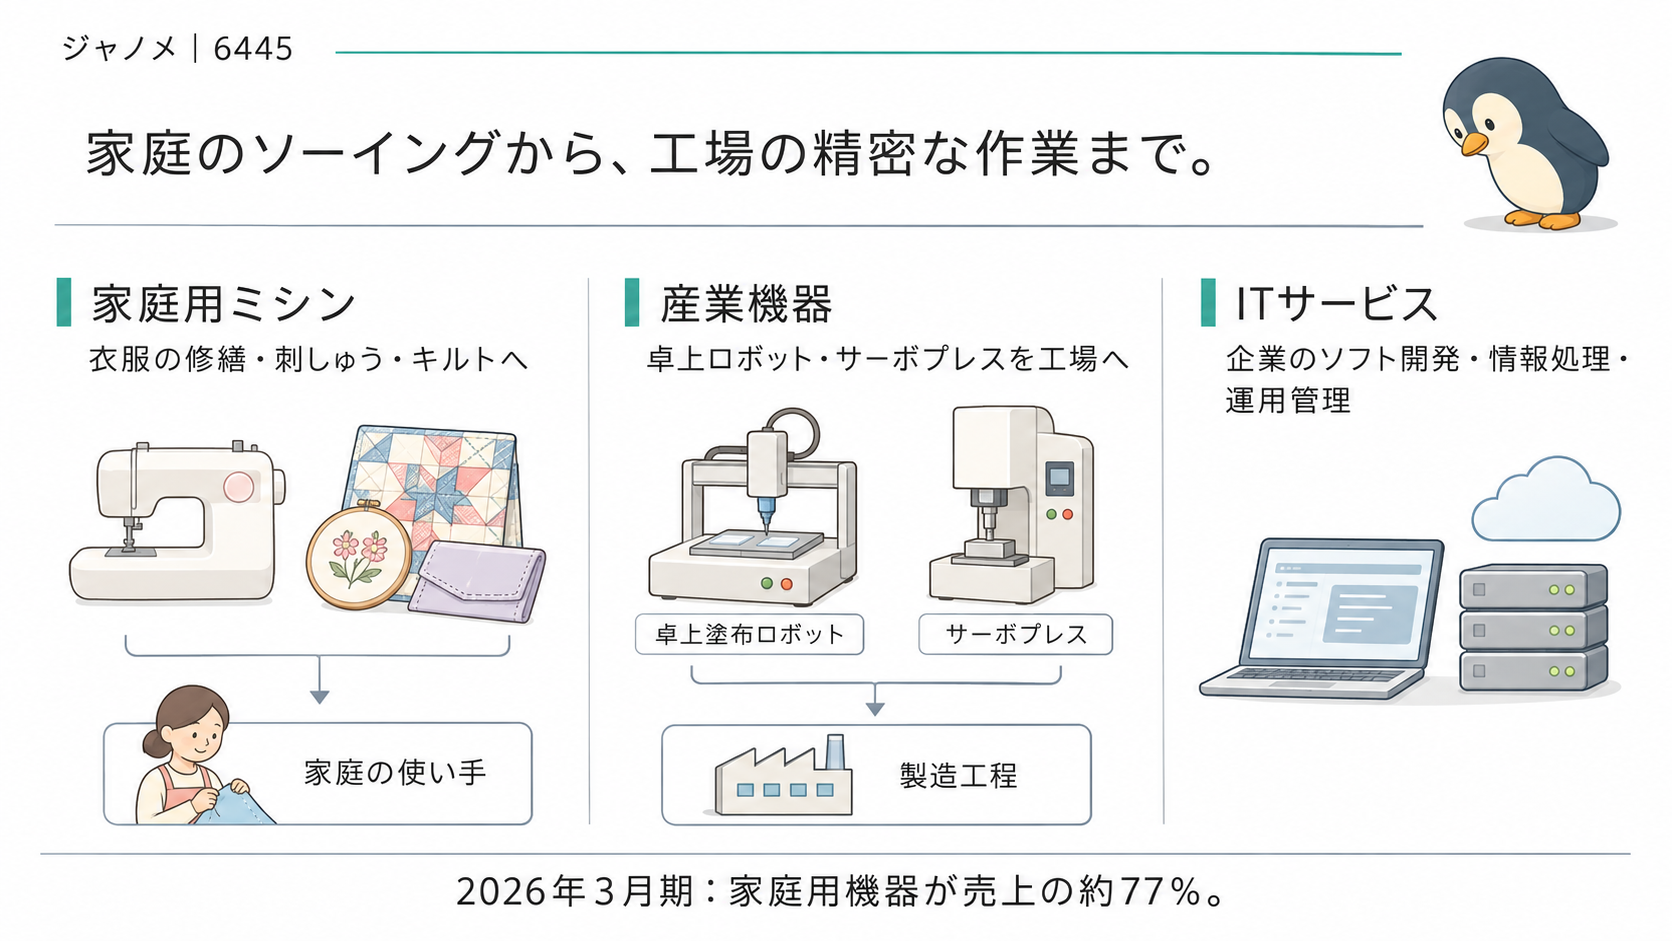 ジャノメ｜6445
家庭のソーイングから、工場の精密な作業まで。
家庭用ミシン
衣服の修繕・刺しゅう・キルトへ
家庭の使い手
産業機器
卓上ロボット・サーボプレスを工場へ
卓上塗布ロボット
サーボプレス
製造工程
ITサービス
企業のソフト開発・情報処理・
運用管理
2026年3月期：家庭用機器が売上の約77％。